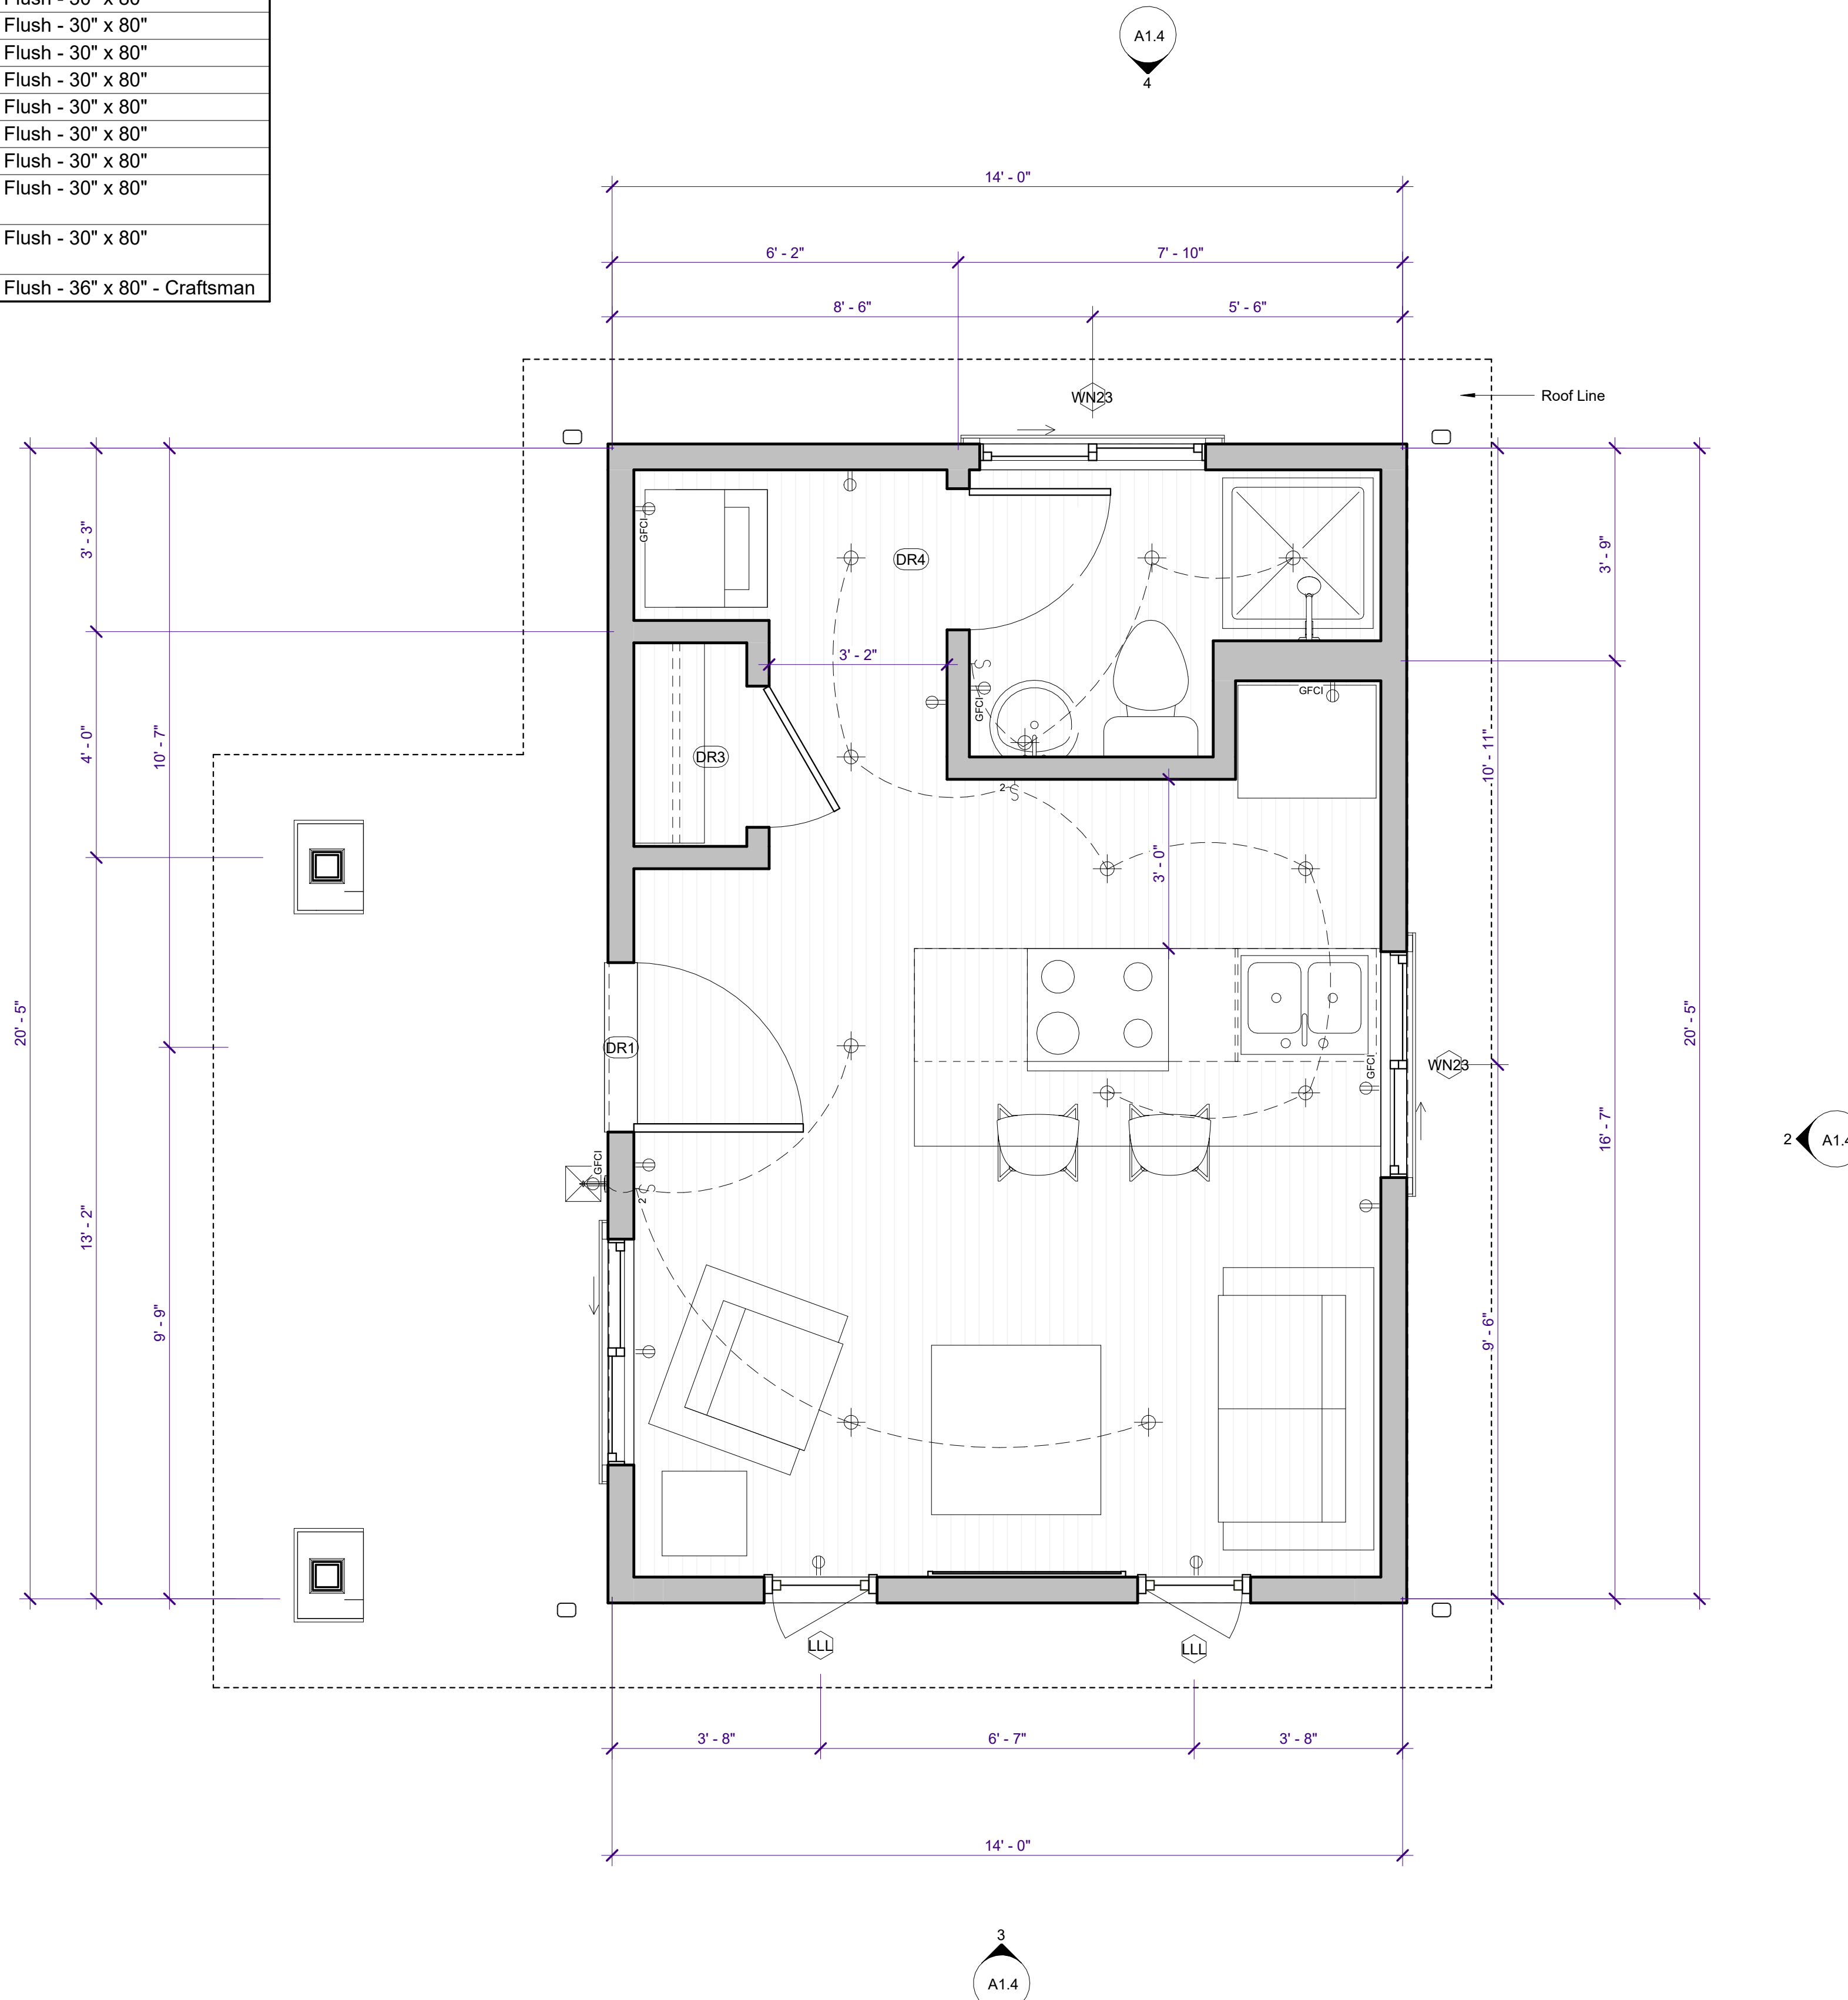 Flush - 30" x 80"
Flush - 30" x 80"
Flush - 30" x 80"
Flush - 30" x 80"
Flush - 30" x 80"
Flush - 30" x 80"
Flush - 30" x 80"
Flush - 30" x 80"
Flush - 30" x 80"
Flush - 36" x 80" - Craftsman
A1.4
4
14' - 0"
6' - 2"
7' - 10"
8' - 6"
5' - 6"
WN23
Roof Line
3' - 3"
GFCI
DR4
3' - 9"
3' - 2"
GFCI
GFCI
S
4' - 0"
10' - 7"
DR3
10' - 11"
2
S
3' - 0"
20' - 5"
DR1
GFCI
WN23
20' - 5"
16' - 7"
2
A1.4
GFCI
2
S
13' - 2"
9' - 9"
9' - 6"
LLL
LLL
3' - 8"
6' - 7"
3' - 8"
14' - 0"
3
A1.4